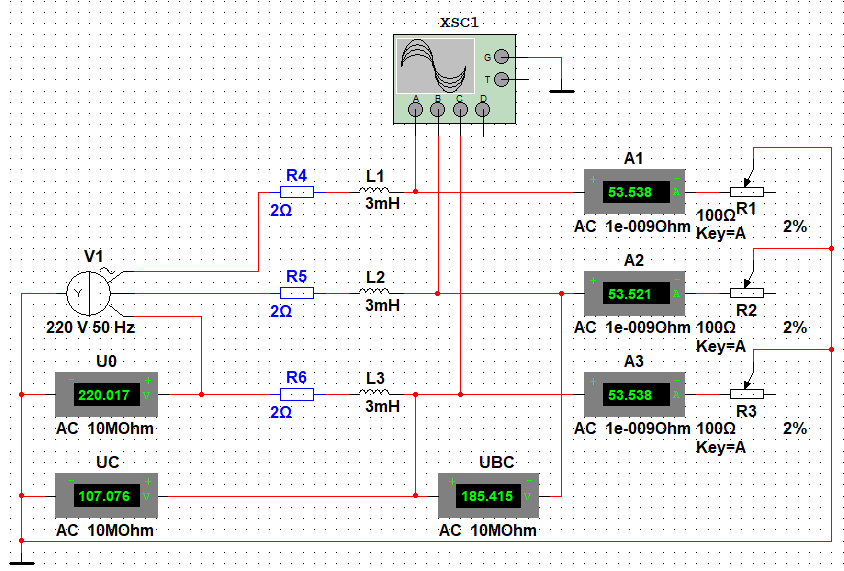 XSC1
G
T
A B C D
A1
R4
L1
+ −
53.538 A
2Ω
3mH
R1
AC 1e-009Ohm
100Ω
Key=A
2%
V1
A2
R5
L2
Y
+ −
53.521 A
2Ω
3mH
R2
220 V 50 Hz
AC 1e-009Ohm
100Ω
Key=A
2%
U0
A3
R6
L3
− +
220.017 V
+ −
53.538 A
2Ω
3mH
R3
AC 10MOhm
AC 1e-009Ohm
100Ω
Key=A
2%
UC
UBC
− +
107.076 V
+ −
185.415 V
AC 10MOhm
AC 10MOhm